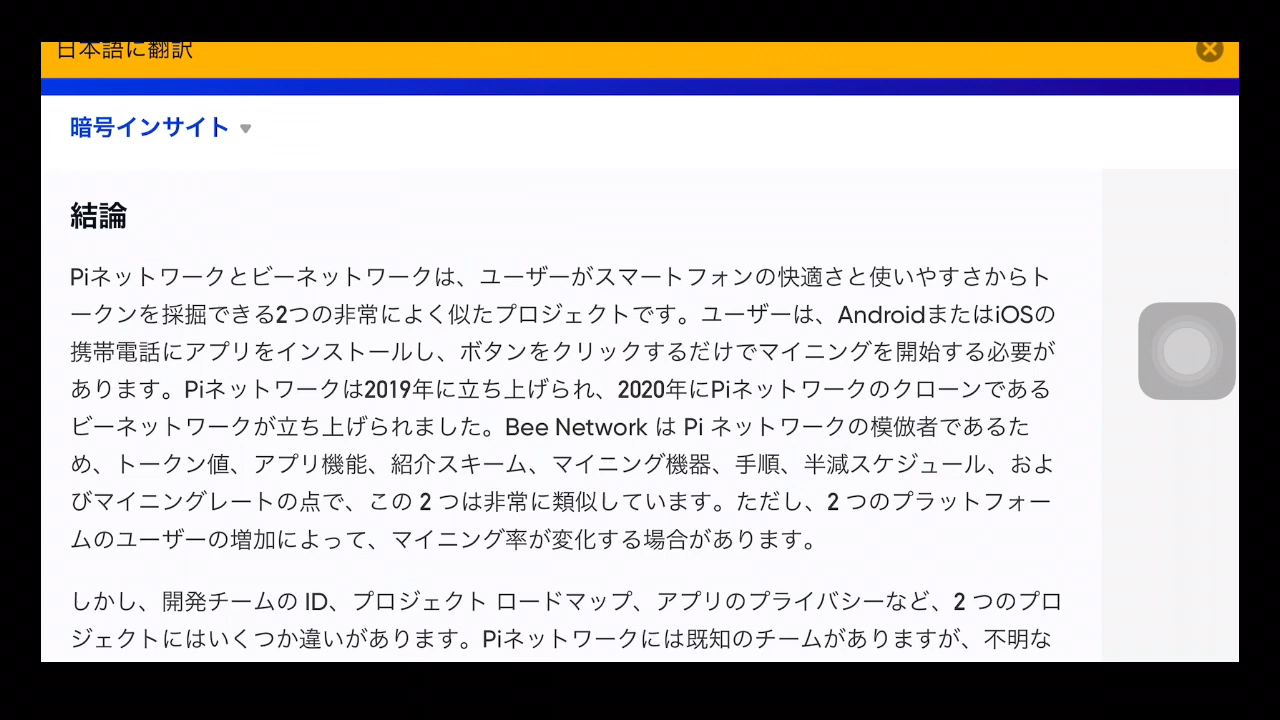 日本語に翻訳
暗号インサイト
結論
Piネットワークとビーネットワークは、ユーザーがスマートフォンの快適さと使いやすさからト
ークンを採掘できる2つの非常によく似たプロジェクトです。ユーザーは、AndroidまたはiOSの
携帯電話にアプリをインストールし、ボタンをクリックするだけでマイニングを開始する必要が
あります。Piネットワークは2019年に立ち上げられ、2020年にPiネットワークのクローンである
ビーネットワークが立ち上げられました。Bee Network は Pi ネットワークの模倣者であるた
め、トークン値、アプリ機能、紹介スキーム、マイニング機器、手順、半減スケジュール、およ
びマイニングレートの点で、この 2 つは非常に類似しています。ただし、2 つのプラットフォー
ムのユーザーの増加によって、マイニング率が変化する場合があります。
しかし、開発チームの ID、プロジェクト ロードマップ、アプリのプライバシーなど、2 つのプロ
ジェクトにはいくつか違いがあります。Piネットワークには既知のチームがありますが、不明な